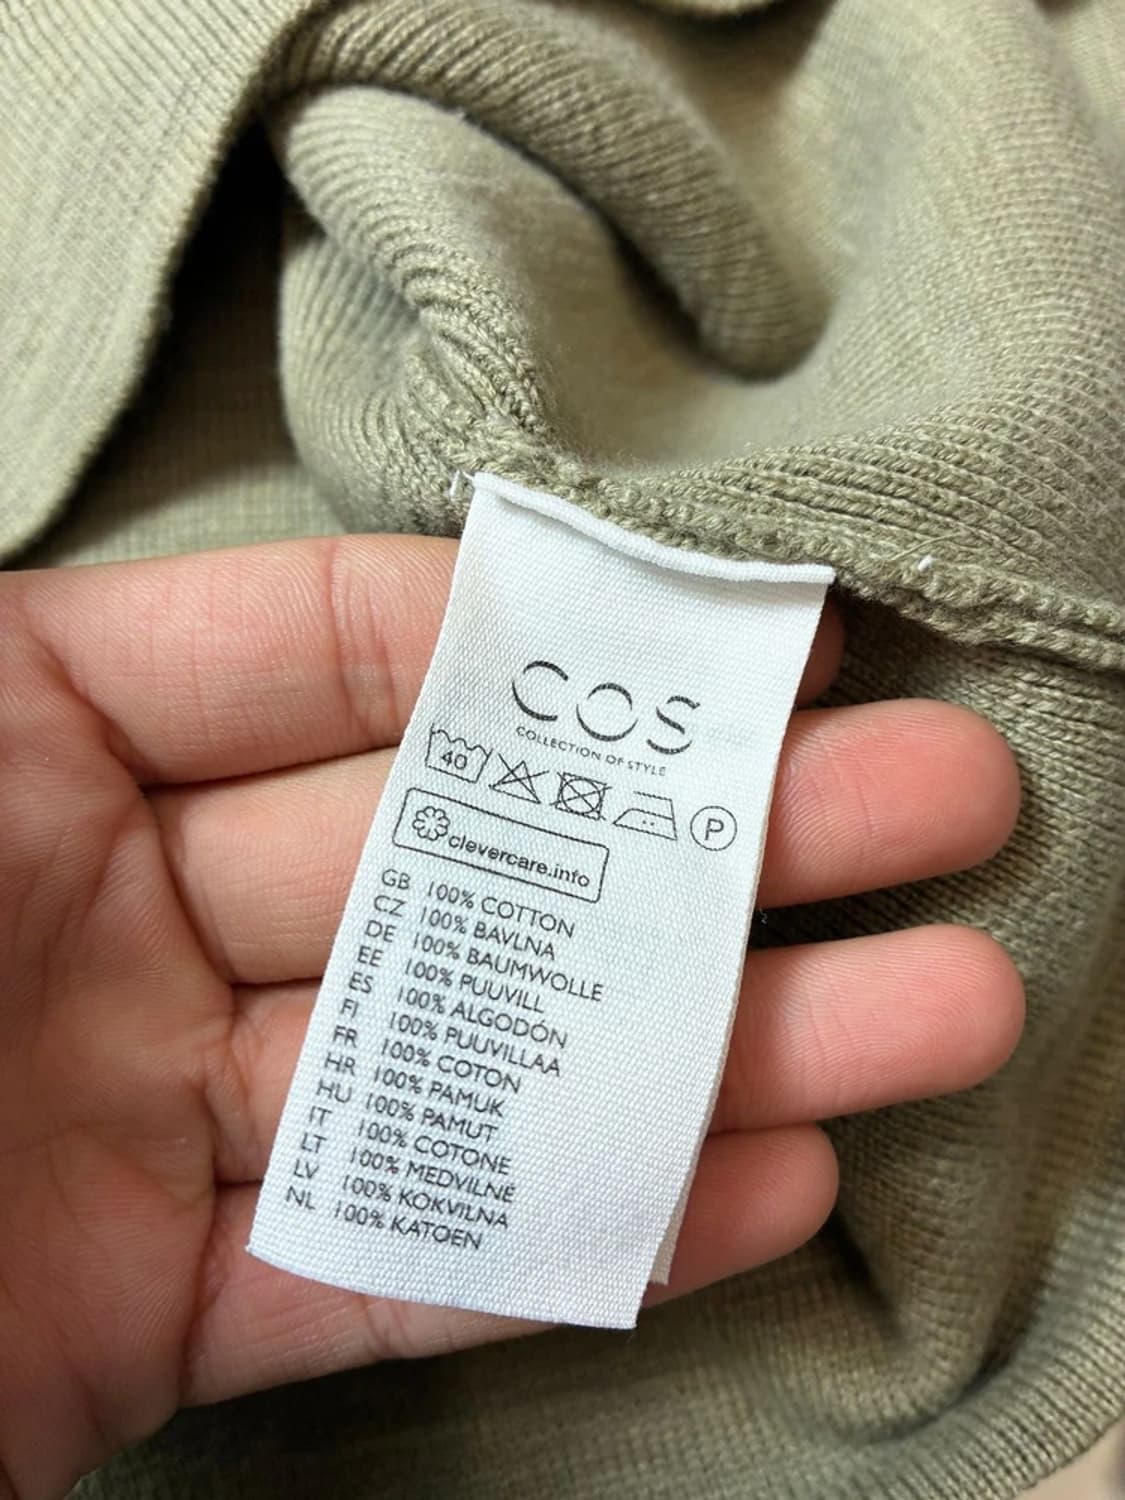 COS
COLLECTION OF STYLE
40 P
clevercare.info
GB 100% COTTON
CZ 100% BAVLNA
DE 100% BAUMWOLLE
EE 100% PUUVILL
ES 100% ALGODÓN
FI 100% PUUVILLAA
FR 100% COTON
HR 100% PAMUK
HU 100% PAMUT
IT 100% COTONE
LT 100% MEDVILNĖ
LV 100% KOKVILNA
NL 100% KATOEN